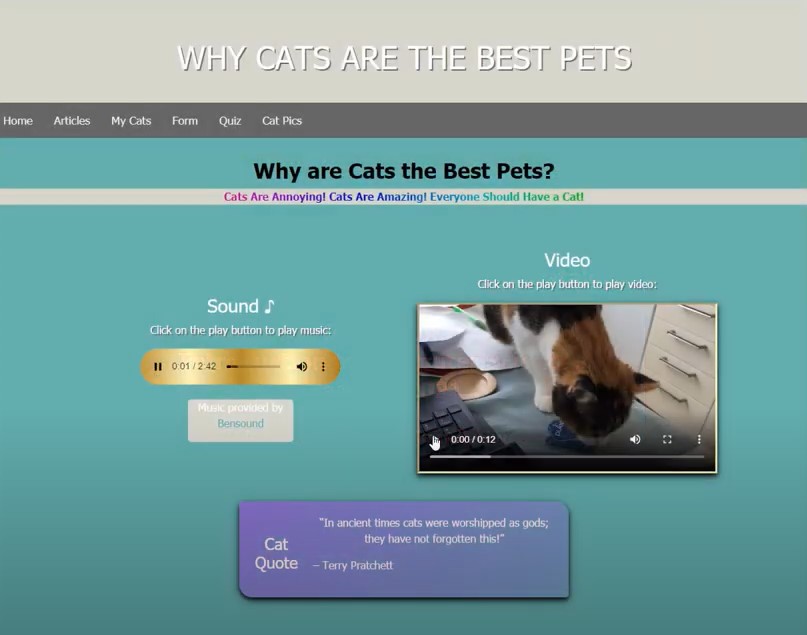 WHY CATS ARE THE BEST PETS
Home Articles My Cats Form Quiz Cat Pics
Why are Cats the Best Pets?
Cats Are Annoying! Cats Are Amazing! Everyone Should Have a Cat!
Sound ♪
Click on the play button to play music:
0:01 / 2:42
Music provided by
Bensound
Video
Click on the play button to play video:
0:00 / 0:12
Cat
Quote
"In ancient times cats were worshipped as gods;
they have not forgotten this!"
– Terry Pratchett